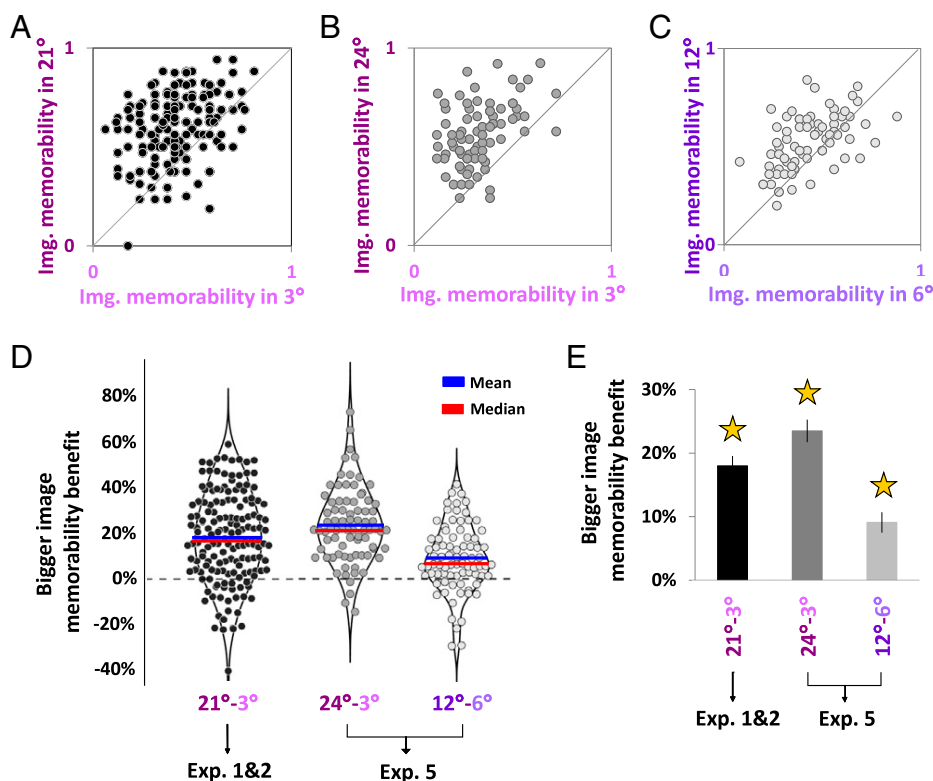 A
B
C
Img. memorability in 21°
1
0
0
1
Img. memorability in 3°
Img. memorability in 24°
1
0
0
1
Img. memorability in 3°
Img. memorability in 12°
1
0
0
1
Img. memorability in 6°
D
Bigger image
memorability benefit
80%
60%
40%
20%
0%
-20%
-40%
Mean
Median
21°-3°
24°-3°
12°-6°
Exp. 1&2
Exp. 5
E
Bigger image
memorability benefit
30%
20%
10%
0%
21°-3°
24°-3°
12°-6°
Exp. 1&2
Exp. 5